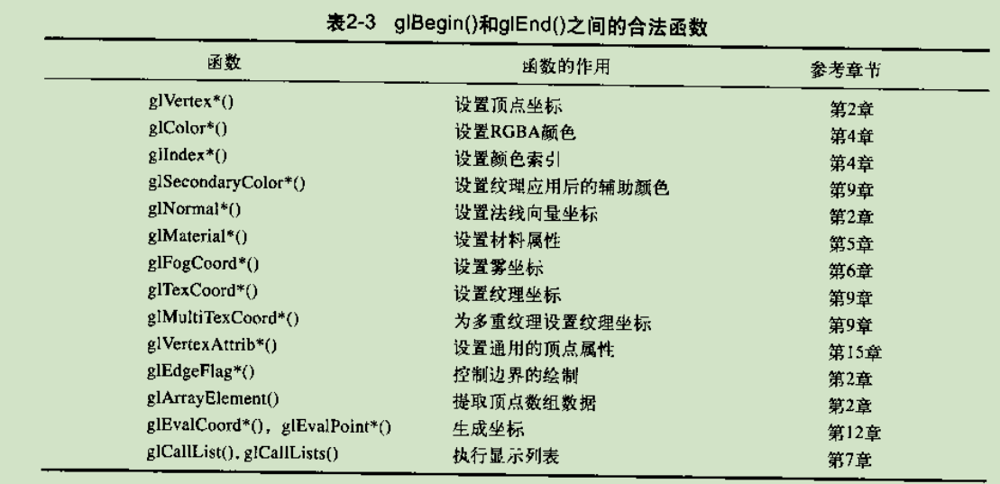 表2-3 glBegin()和glEnd()之间的合法函数
函数 函数的作用 参考章节
glVertex*() 设置顶点坐标 第2章
glColor*() 设置RGBA颜色 第4章
glIndex*() 设置颜色索引 第4章
glSecondaryColor*() 设置纹理应用后的辅助颜色 第9章
glNormal*() 设置法线向量坐标 第2章
glMaterial*() 设置材料属性 第5章
glFogCoord*() 设置雾坐标 第6章
glTexCoord*() 设置纹理坐标 第9章
glMultiTexCoord*() 为多重纹理设置纹理坐标 第9章
glVertexAttrib*() 设置通用的顶点属性 第15章
glEdgeFlag*() 控制边界的绘制 第2章
glArrayElement() 提取顶点数组数据 第2章
glEvalCoord*(), glEvalPoint*() 生成坐标 第12章
glCallList(), glCallLists() 执行显示列表 第7章